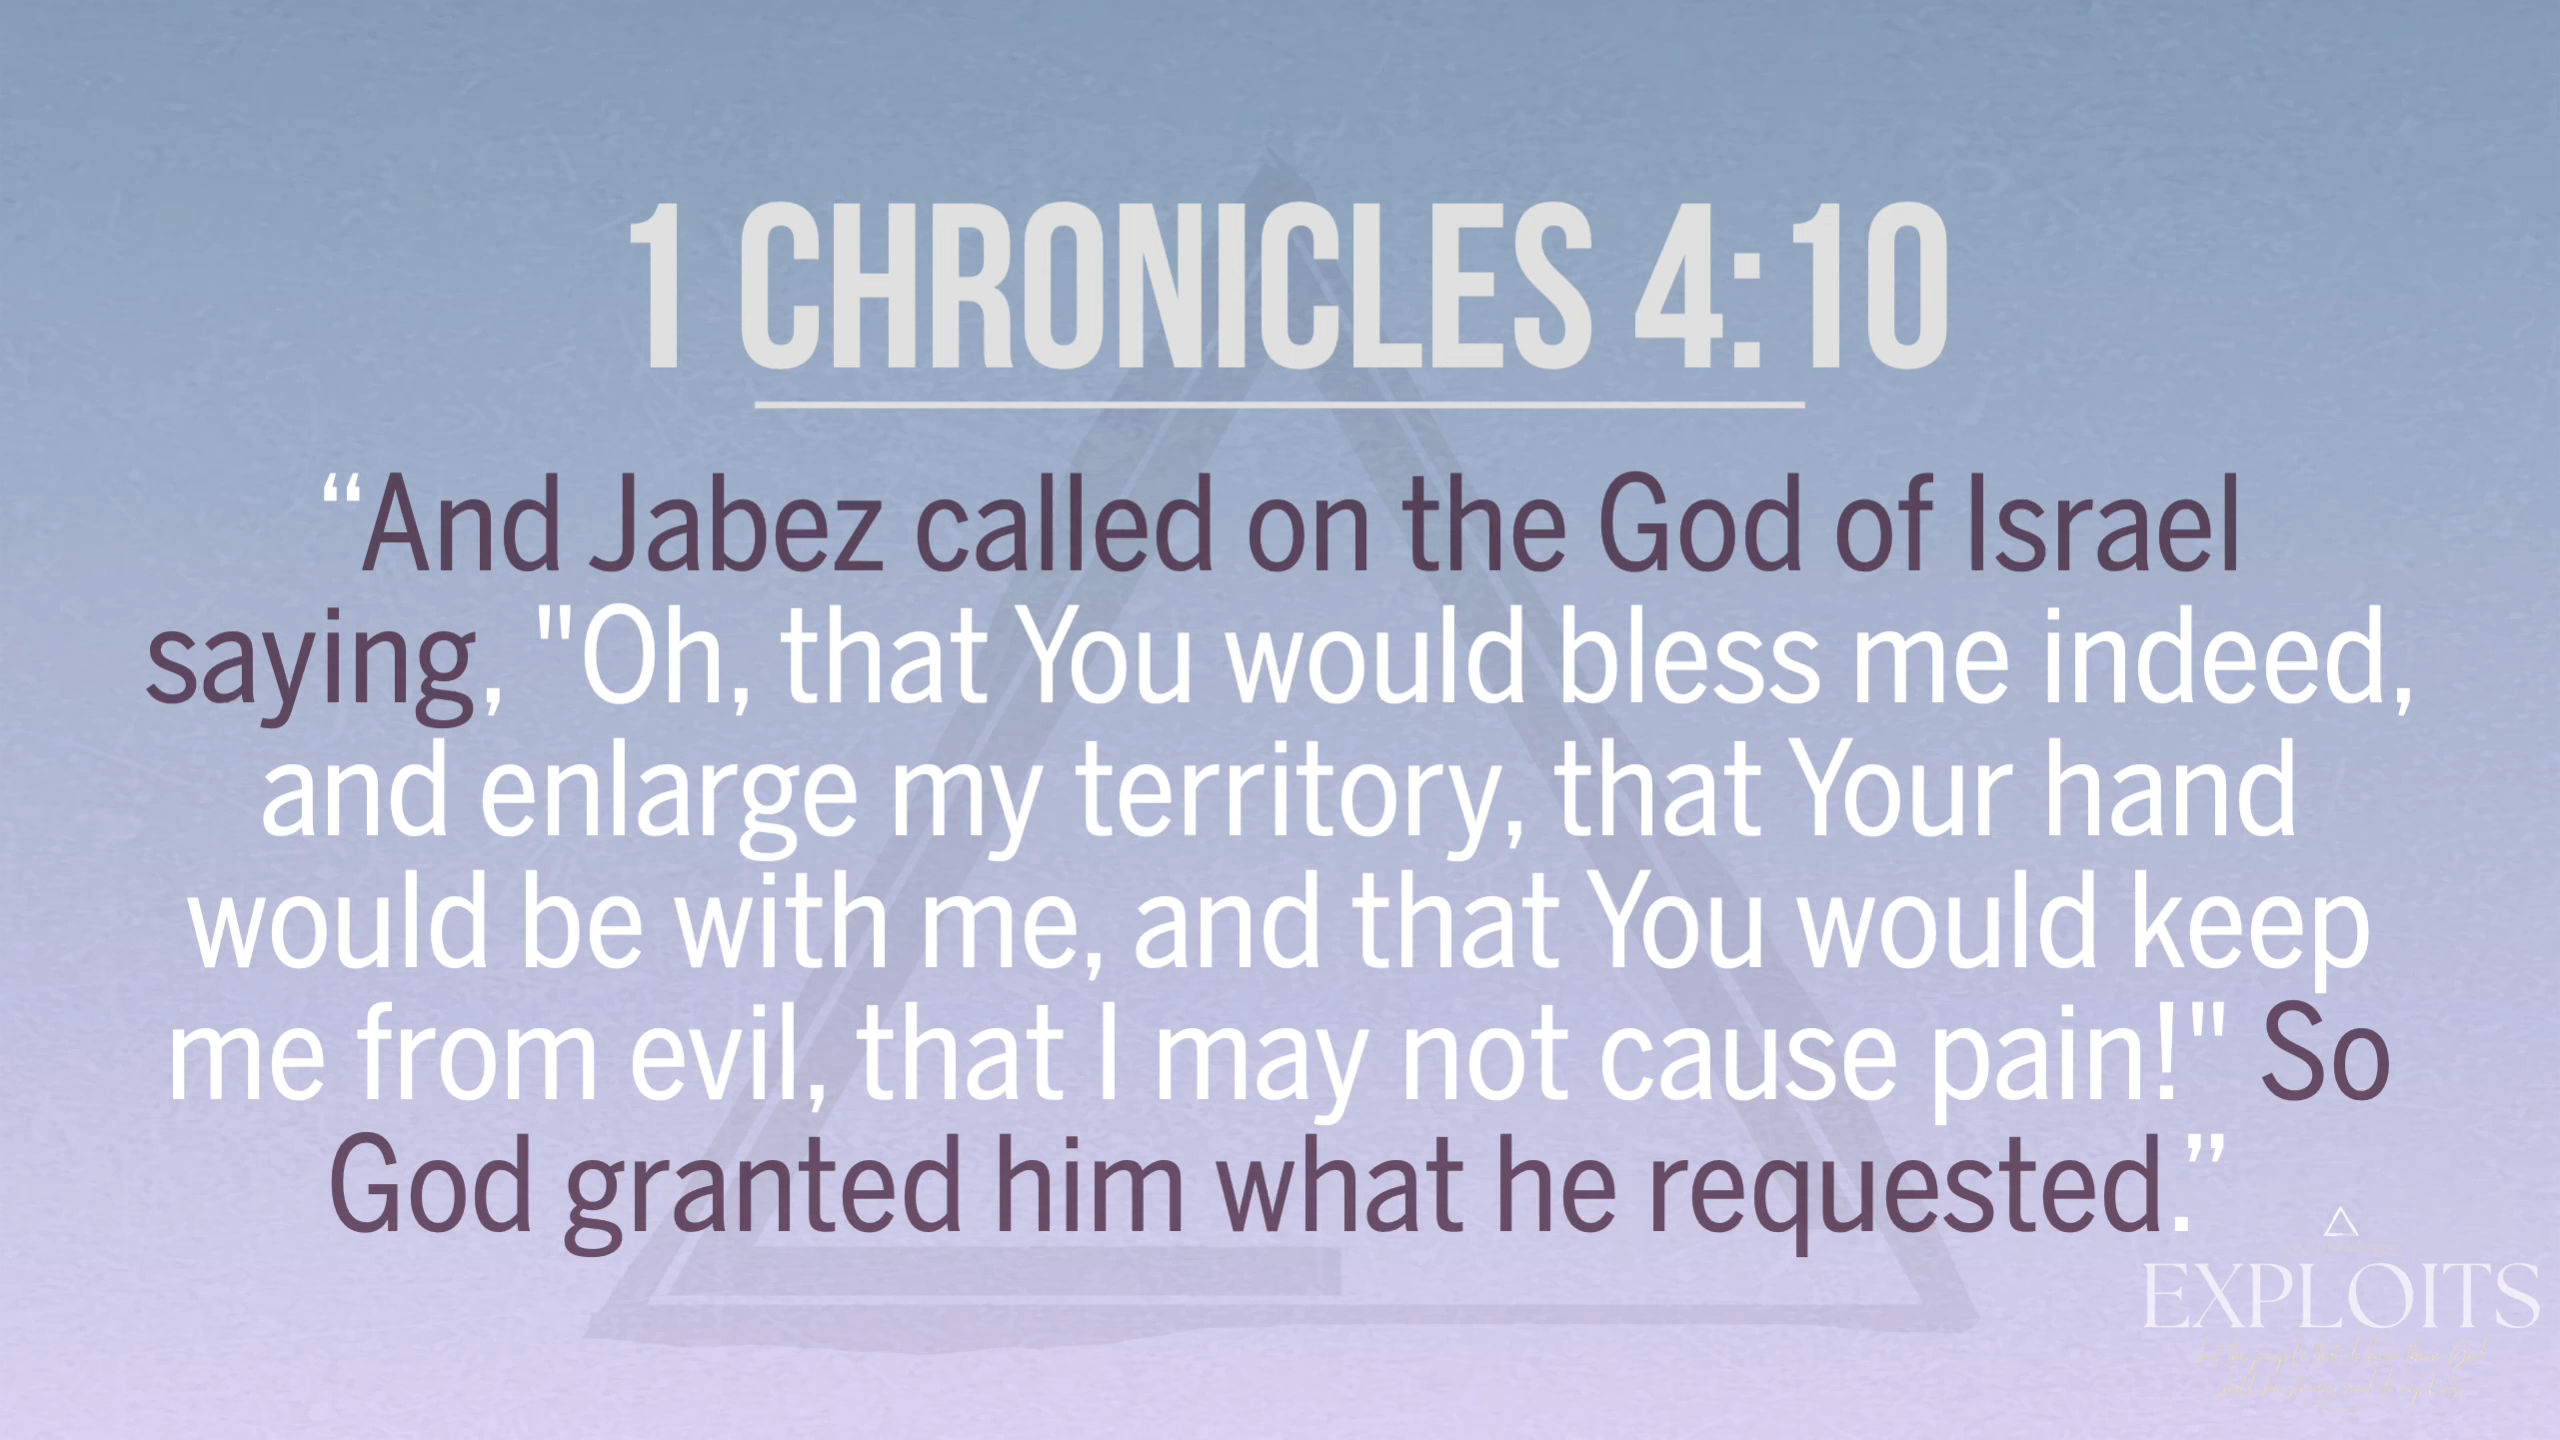 1 CHRONICLES 4:10
“And Jabez called on the God of Israel
saying, "Oh, that You would bless me indeed,
and enlarge my territory, that Your hand
would be with me, and that You would keep
me from evil, that I may not cause pain!" So
God granted him what he requested.”
EXPLOITS